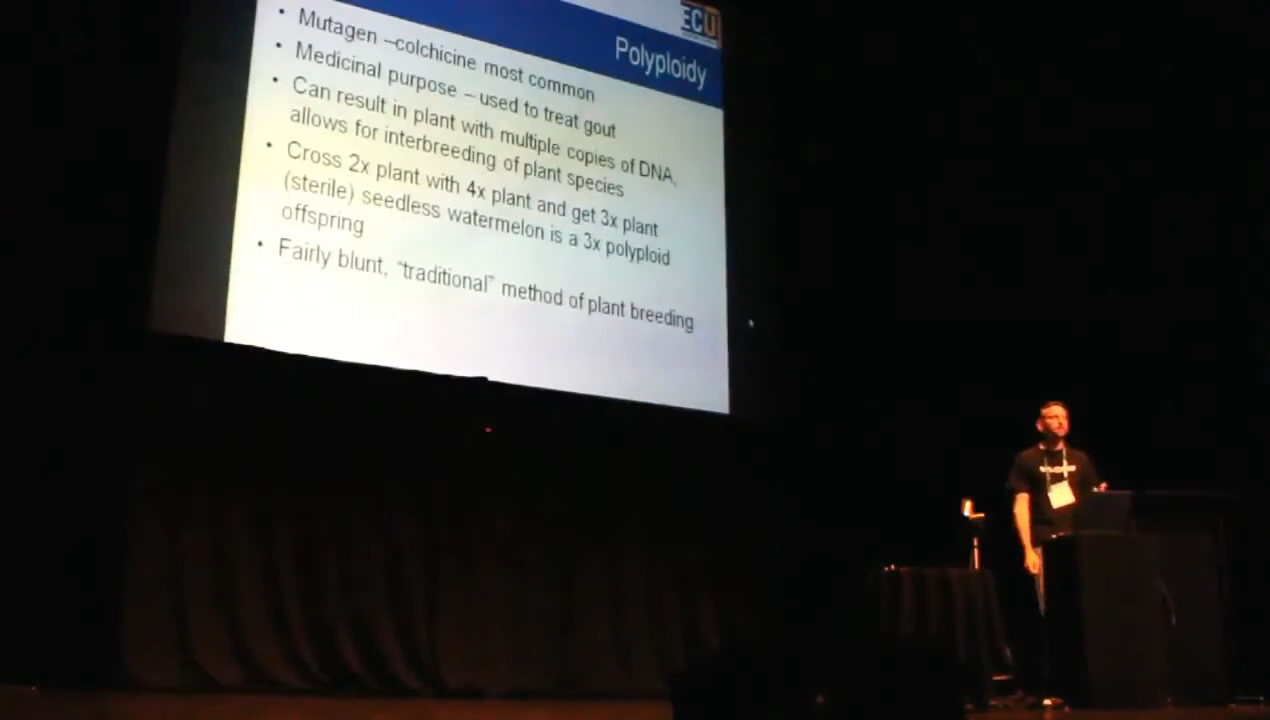 ECU
Polyploidy
• Mutagen –colchicine most common
• Medicinal purpose – used to treat gout
• Can result in plant with multiple copies of DNA,
allows for interbreeding of plant species
• Cross 2x plant with 4x plant and get 3x plant
(sterile) seedless watermelon is a 3x polyploid
offspring
• Fairly blunt, “traditional” method of plant breeding